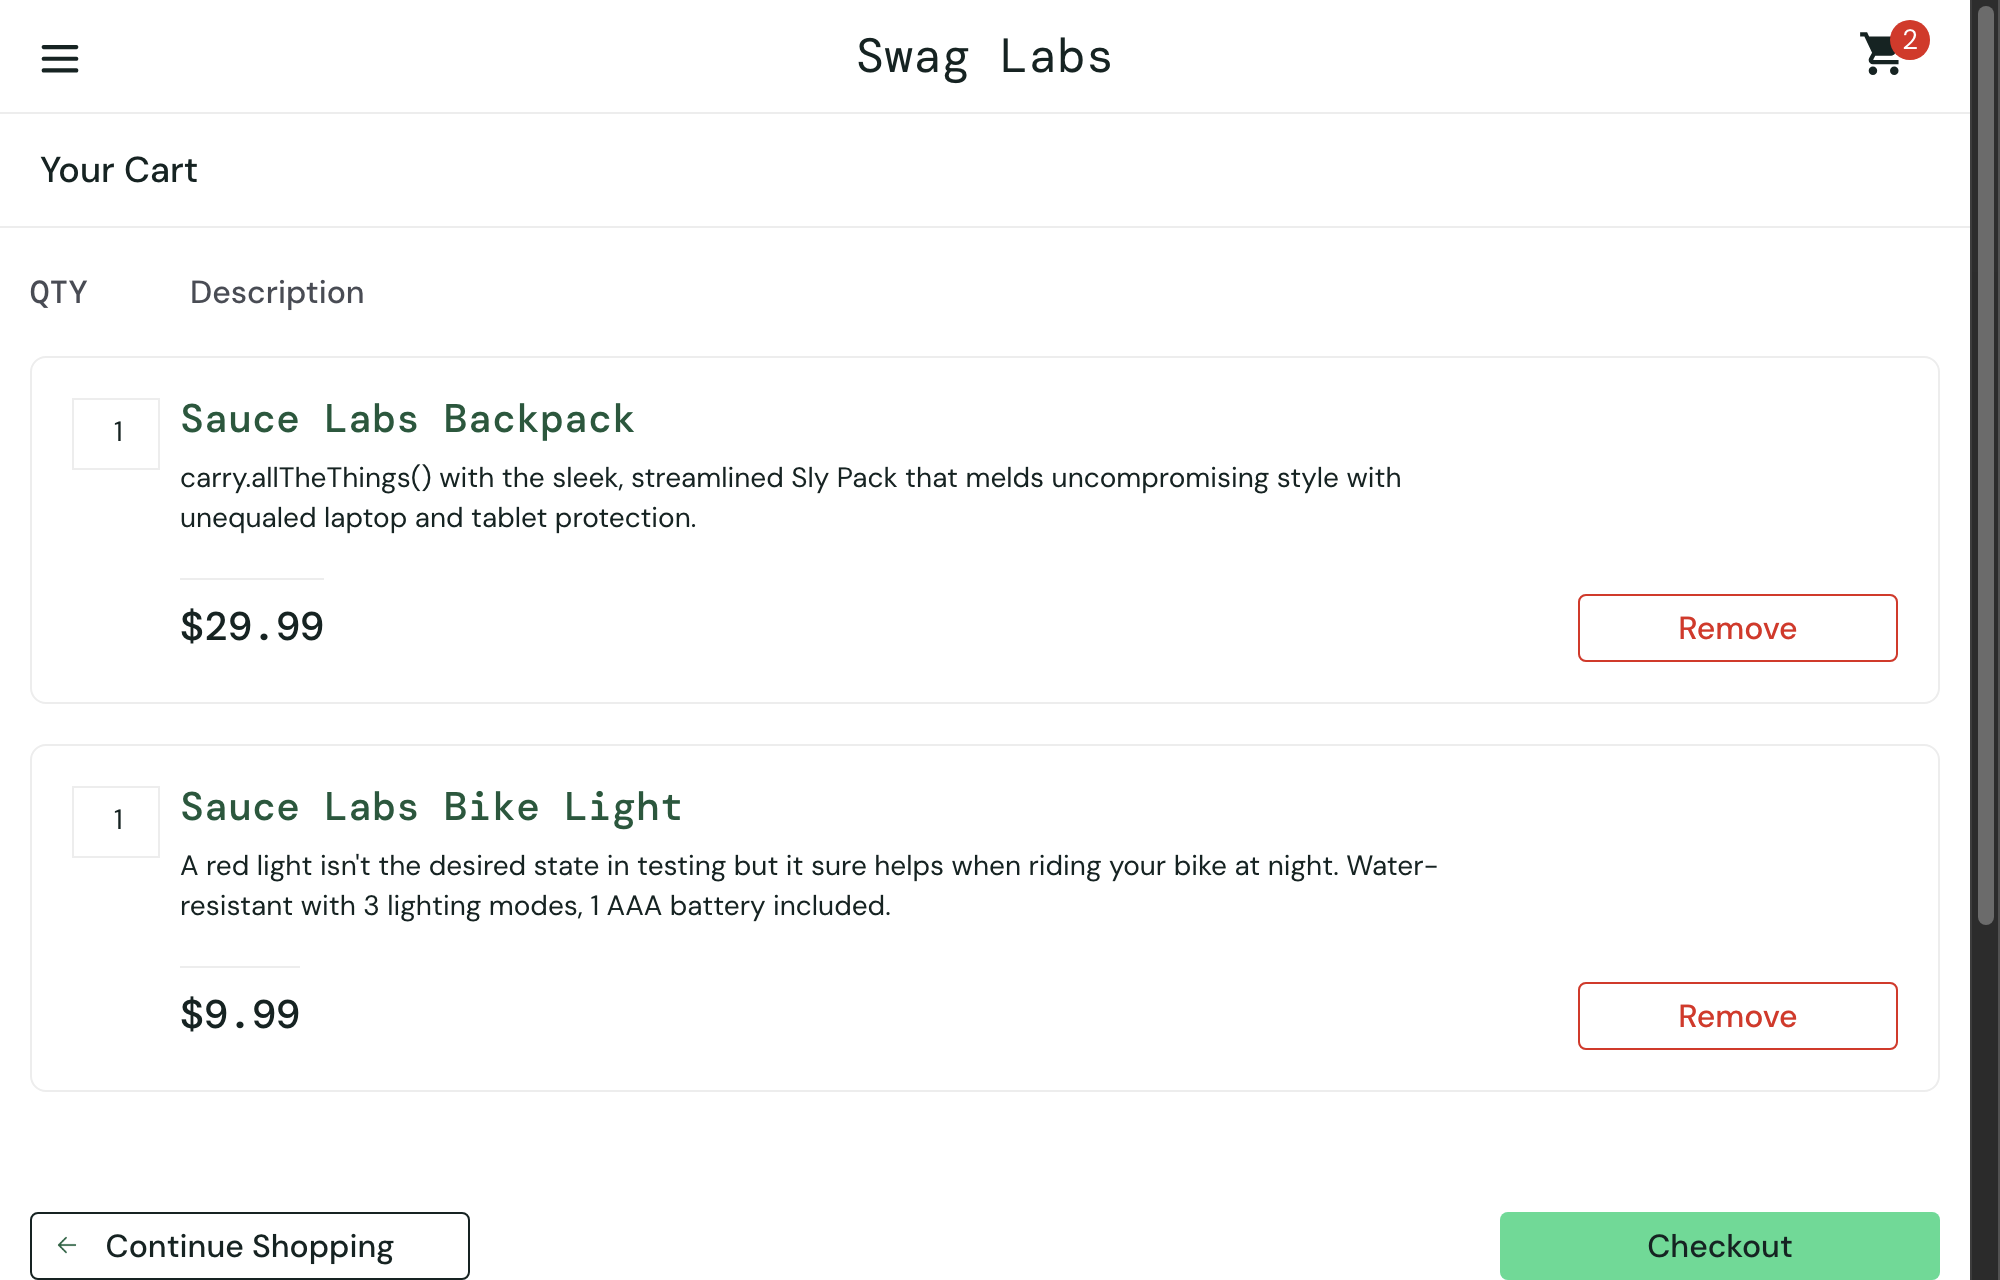 Swag Labs
2
Your Cart
QTY Description
1
Sauce Labs Backpack
carry.allTheThings() with the sleek, streamlined Sly Pack that melds uncompromising style with
unequaled laptop and tablet protection.
$29.99
Remove
1
Sauce Labs Bike Light
A red light isn't the desired state in testing but it sure helps when riding your bike at night. Water-
resistant with 3 lighting modes, 1 AAA battery included.
$9.99
Remove
Continue Shopping
Checkout